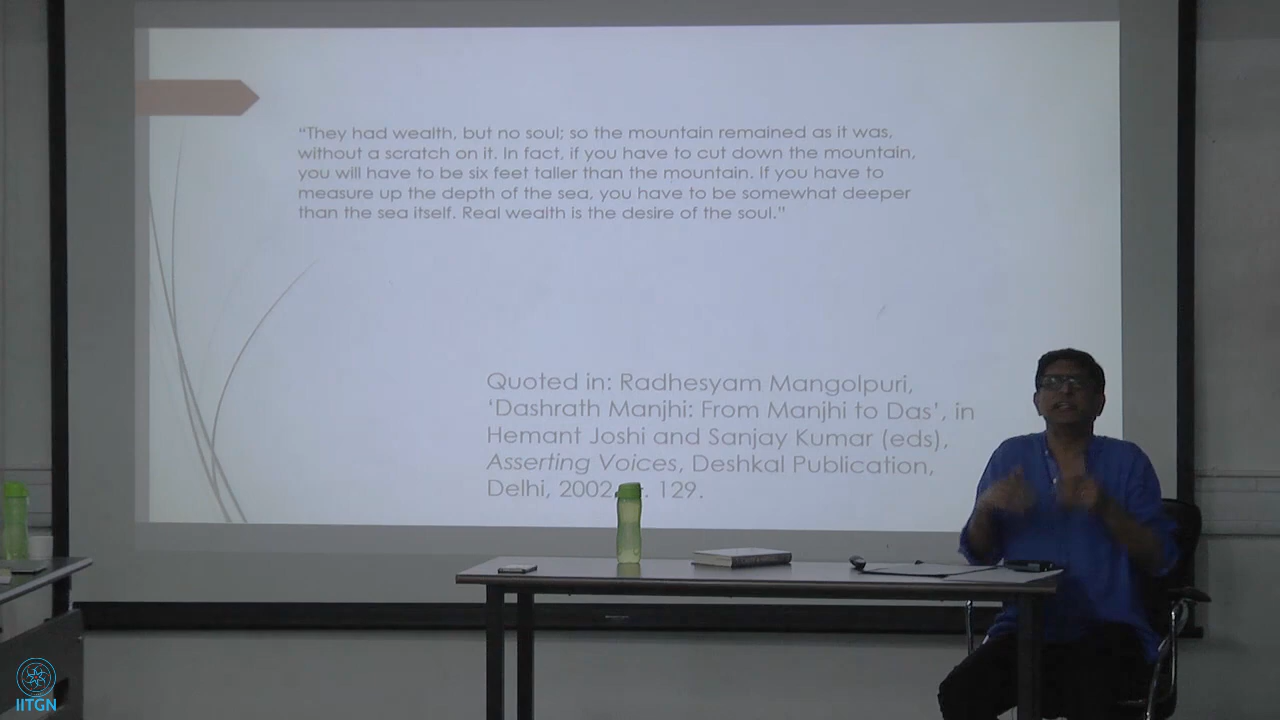 “They had wealth, but no soul; so the mountain remained as it was,
without a scratch on it. In fact, if you have to cut down the mountain,
you will have to be six feet taller than the mountain. If you have to
measure up the depth of the sea, you have to be somewhat deeper
than the sea itself. Real wealth is the desire of the soul.”
Quoted in: Radhesyam Mangolpuri,
‘Dashrath Manjhi: From Manjhi to Das’, in
Hemant Joshi and Sanjay Kumar (eds),
Asserting Voices, Deshkal Publication,
Delhi, 2002, 129.
IITGN